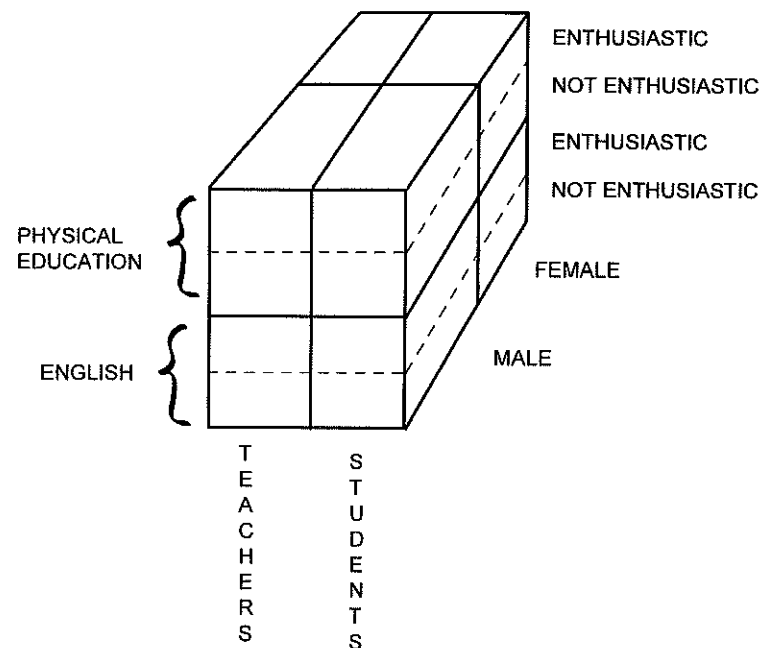 ENTHUSIASTIC
NOT ENTHUSIASTIC
ENTHUSIASTIC
NOT ENTHUSIASTIC
PHYSICAL
EDUCATION
FEMALE
MALE
ENGLISH
TEACHERS
STUDENTS